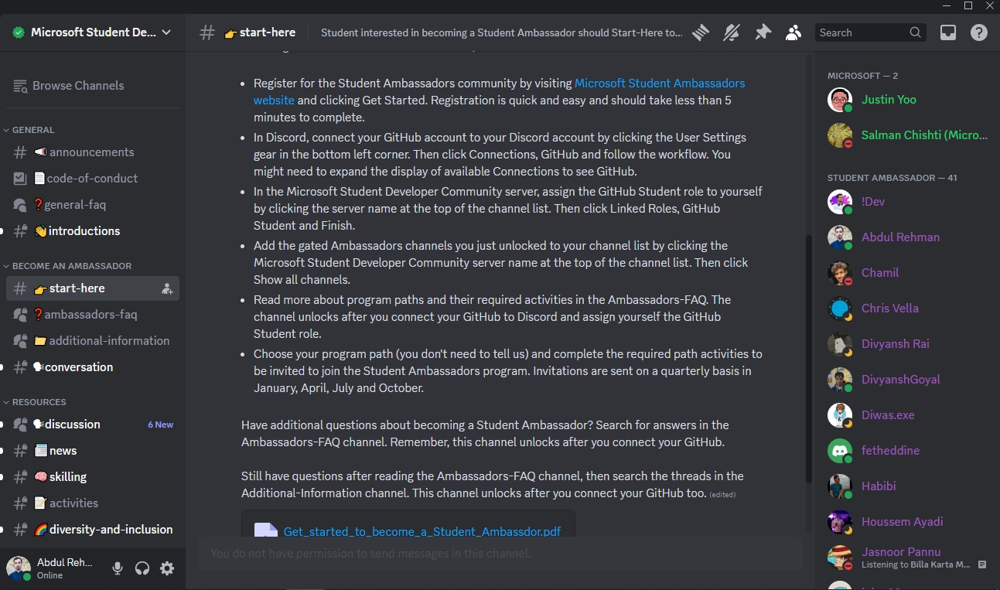 Microsoft Student De...
Browse Channels
GENERAL
announcements
code-of-conduct
general-faq
introductions
BECOME AN AMBASSADOR
start-here
ambassadors-faq
additional-information
conversation
RESOURCES
discussion 6 New
news
skilling
activities
diversity-and-inclusion
Abdul Reh...
Online
start-here
Student interested in becoming a Student Ambassador should Start-Here to...
Search
• Register for the Student Ambassadors community by visiting Microsoft Student Ambassadors
website and clicking Get Started. Registration is quick and easy and should take less than 5
minutes to complete.
• In Discord, connect your GitHub account to your Discord account by clicking the User Settings
gear in the bottom left corner. Then click Connections, GitHub and follow the workflow. You
might need to expand the display of available Connections to see GitHub.
• In the Microsoft Student Developer Community server, assign the GitHub Student role to yourself
by clicking the server name at the top of the channel list. Then click Linked Roles, GitHub
Student and Finish.
• Add the gated Ambassadors channels you just unlocked to your channel list by clicking the
Microsoft Student Developer Community server name at the top of the channel list. Then click
Show all channels.
• Read more about program paths and their required activities in the Ambassadors-FAQ. The
channel unlocks after you connect your GitHub to Discord and assign yourself the GitHub
Student role.
• Choose your program path (you don't need to tell us) and complete the required path activities to
be invited to join the Student Ambassadors program. Invitations are sent on a quarterly basis in
January, April, July and October.
Have additional questions about becoming a Student Ambassador? Search for answers in the
Ambassadors-FAQ channel. Remember, this channel unlocks after you connect your GitHub.
Still have questions after reading the Ambassadors-FAQ channel, then search the threads in the
Additional-Information channel. This channel unlocks after you connect your GitHub too. (edited)
Get_started_to_become_a_Student_Ambassdor.pdf
You do not have permission to send messages in this channel.
MICROSOFT — 2
Justin Yoo
Salman Chishti (Micro...
STUDENT AMBASSADOR — 41
!Dev
Abdul Rehman
Chamil
Chris Vella
Divyansh Rai
DivyanshGoyal
Diwas.exe
fetheddine
Habibi
Houssem Ayadi
Jasnoor Pannu
Listening to Billa Karta M...